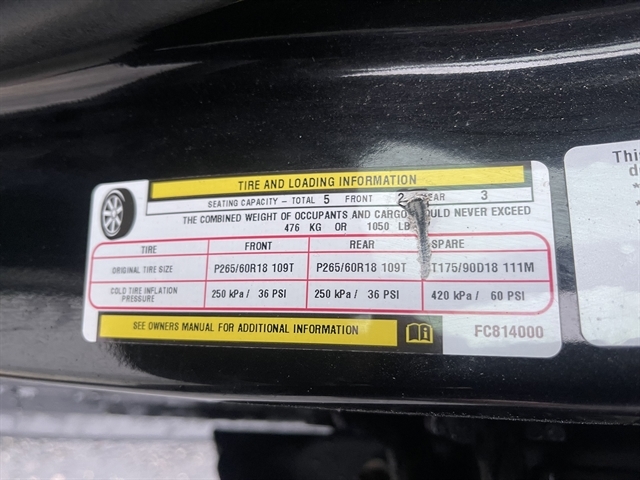 TIRE AND LOADING INFORMATION
SEATING CAPACITY - TOTAL 5 FRONT 2 3
THE COMBINED WEIGHT OF OCCUPANTS AND CARGO NEVER EXCEED
476 KG OR 1050 LB
TIRE FRONT REAR SPARE
ORIGINAL TIRE SIZE P265/60R18 109T P265/60R18 109T T175/90D18 111M
COLD TIRE INFLATION PRESSURE 250 kPa / 36 PSI 250 kPa / 36 PSI 420 kPa / 60 PSI
SEE OWNERS MANUAL FOR ADDITIONAL INFORMATION FC814000
This